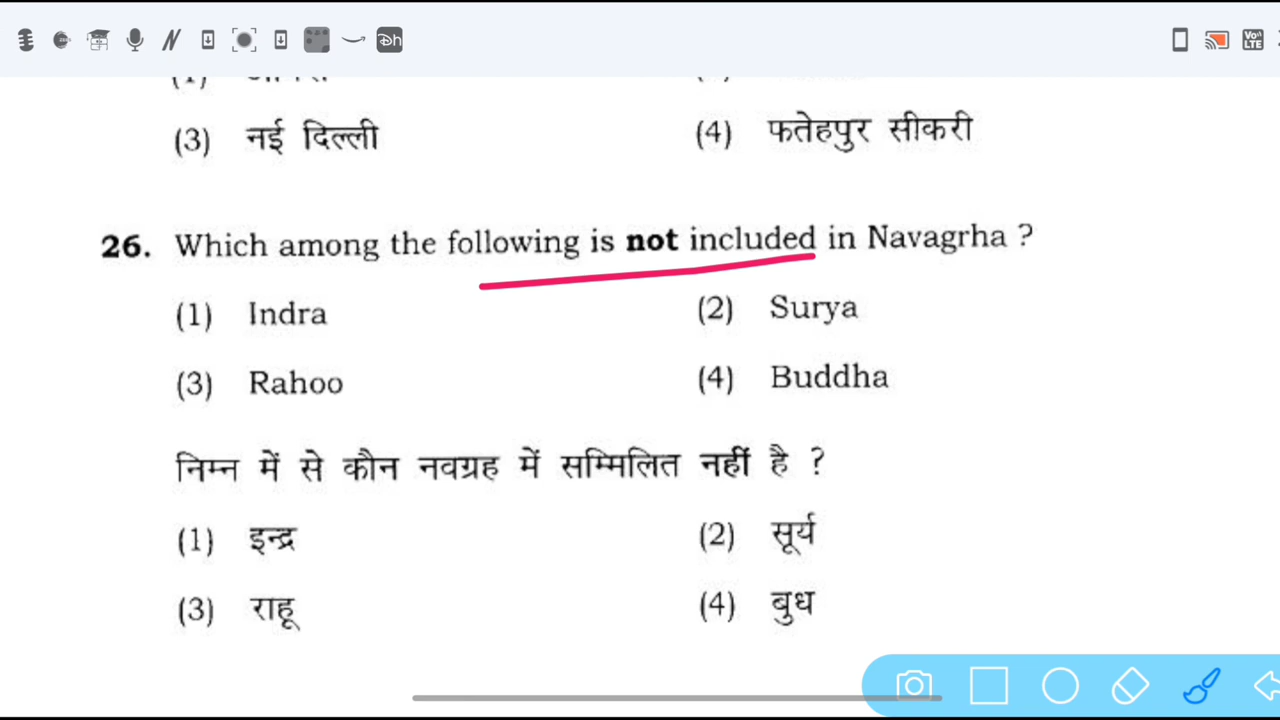 (3) नई दिल्ली (4) फतेहपुर सीकरी
26. Which among the following is not included in Navagrha ?
(1) Indra (2) Surya
(3) Rahoo (4) Buddha
निम्न में से कौन नवग्रह में सम्मिलित नहीं है ?
(1) इन्द्र (2) सूर्य
(3) राहू (4) बुध